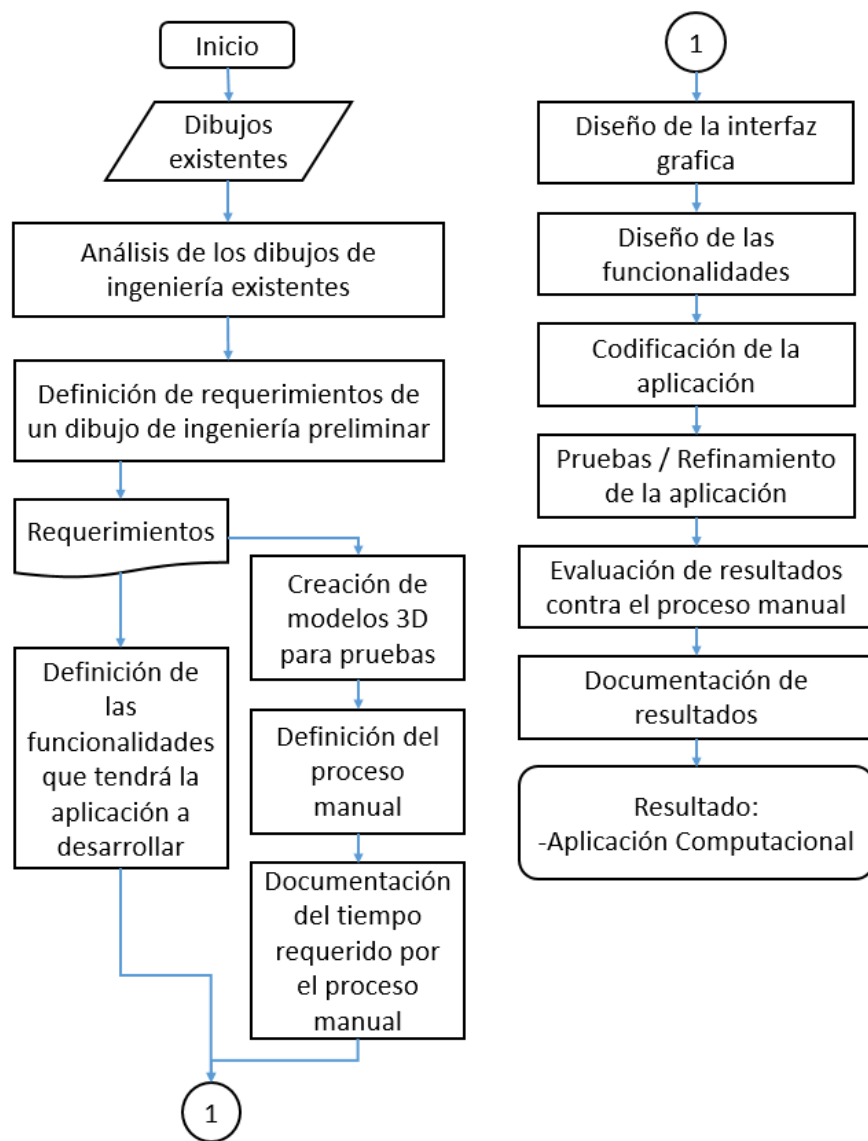 Inicio
Dibujos
existentes
Análisis de los dibujos de
ingeniería existentes
Definición de requerimientos de
un dibujo de ingeniería preliminar
Requerimientos
Creación de
modelos 3D
para pruebas
Definición de
las
funcionalidades
que tendrá la
aplicación a
desarrollar
Definición del
proceso
manual
Documentación
del tiempo
requerido por
el proceso
manual
1
1
Diseño de la interfaz
grafica
Diseño de las
funcionalidades
Codificación de la
aplicación
Pruebas / Refinamiento
de la aplicación
Evaluación de resultados
contra el proceso manual
Documentación de
resultados
Resultado:
-Aplicación Computacional